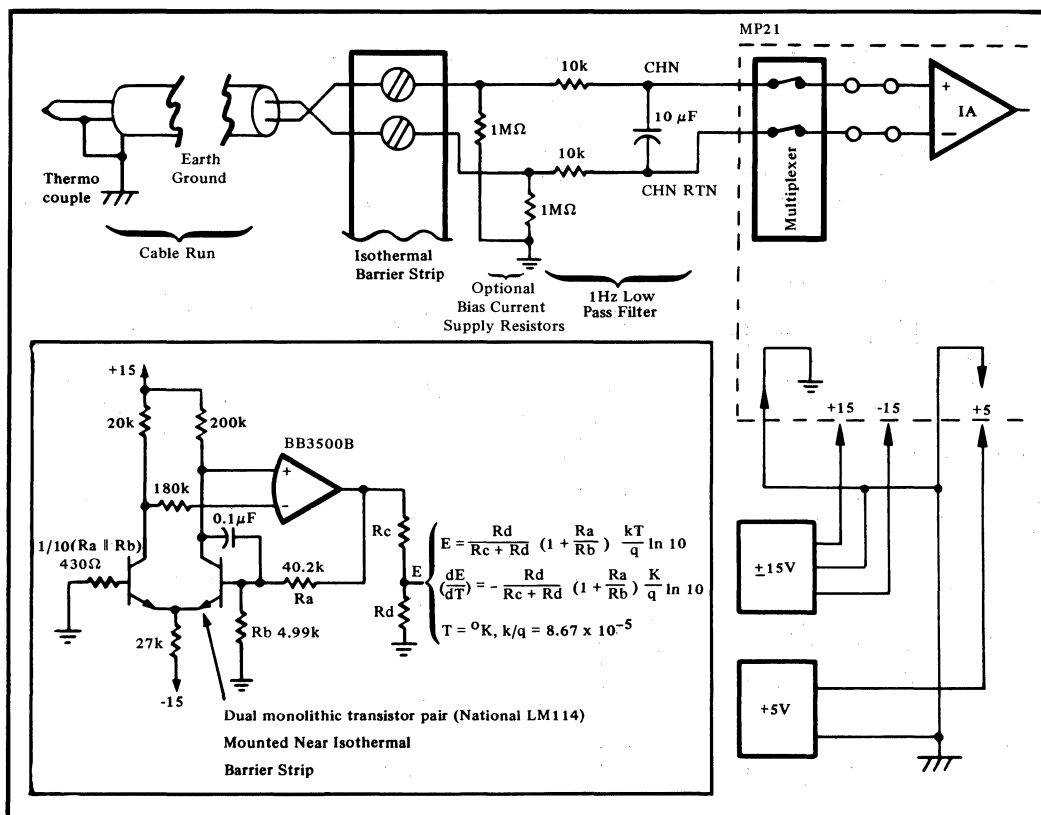 MP21
10k
CHN
10 μF
1MΩ
10k
CHN RTN
1MΩ
+
−
IA
Multiplexer
Thermo
couple
Earth
Ground
Cable Run
Isothermal
Barrier Strip
Optional
Bias Current
Supply Resistors
1Hz Low
Pass Filter
+15
20k
200k
BB3500B
+
-
180k
0.1μF
1/10(Ra ∥ Rb)
430Ω
40.2k
Ra
Rc
E
Rd
Rb 4.99k
27k
-15
E = Rd/(Rc + Rd) (1 + Ra/Rb) kT/q ln 10
(dE/dT) = - Rd/(Rc + Rd) (1 + Ra/Rb) K/q ln 10
T = °K, k/q = 8.67 x 10⁻⁵
Dual monolithic transistor pair (National LM114)
Mounted Near Isothermal
Barrier Strip
+15
-15
+5
±15V
+5V